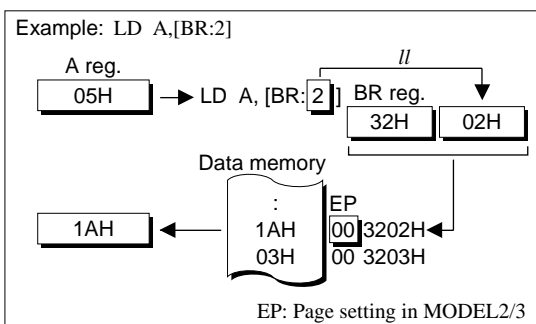 Example: LD A,[BR:2]
ll
A reg.
05H
LD A, [BR:2]
BR reg.
32H 02H
Data memory
:
EP
1AH
1AH
00 3202H
03H
00 3203H
EP: Page setting in MODEL2/3